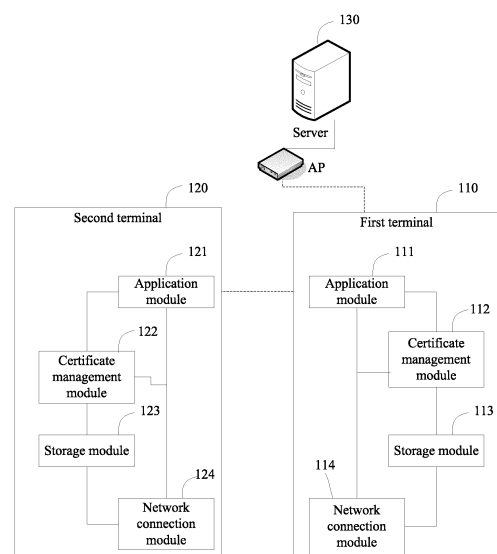 130
Server
AP
120
110
Second terminal
First terminal
121
111
Application
module
Application
module
122
112
Certificate
management
module
Certificate
management
module
123
113
Storage module
Storage module
124
114
Network
connection
module
Network
connection
module